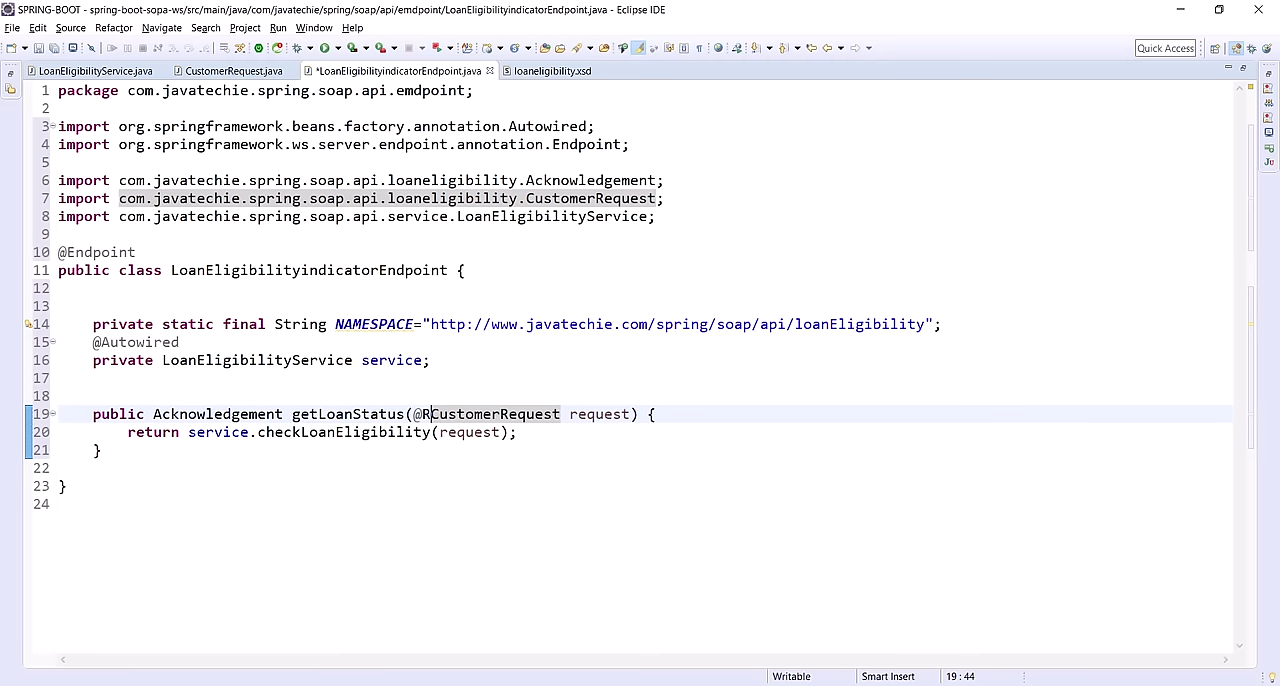 SPRING-BOOT - spring-boot-sopa-ws/src/main/java/com/javatechie/spring/soap/api/emdpoint/LoanEligibilityindicatorEndpoint.java - Eclipse IDE
File Edit Source Refactor Navigate Search Project Run Window Help
Quick Access
LoanEligibilityService.java CustomerRequest.java *LoanEligibilityindicatorEndpoint.java loaneligibility.xsd
1 package com.javatechie.spring.soap.api.emdpoint;
2
3 import org.springframework.beans.factory.annotation.Autowired;
4 import org.springframework.ws.server.endpoint.annotation.Endpoint;
5
6 import com.javatechie.spring.soap.api.loaneligibility.Acknowledgement;
7 import com.javatechie.spring.soap.api.loaneligibility.CustomerRequest;
8 import com.javatechie.spring.soap.api.service.LoanEligibilityService;
9
10 @Endpoint
11 public class LoanEligibilityindicatorEndpoint {
12
13
14 private static final String NAMESPACE="http://www.javatechie.com/spring/soap/api/loanEligibility";
15 @Autowired
16 private LoanEligibilityService service;
17
18
19 public Acknowledgement getLoanStatus(@RCustomerRequest request) {
20 return service.checkLoanEligibility(request);
21 }
22
23 }
24
Writable Smart Insert 19 : 44